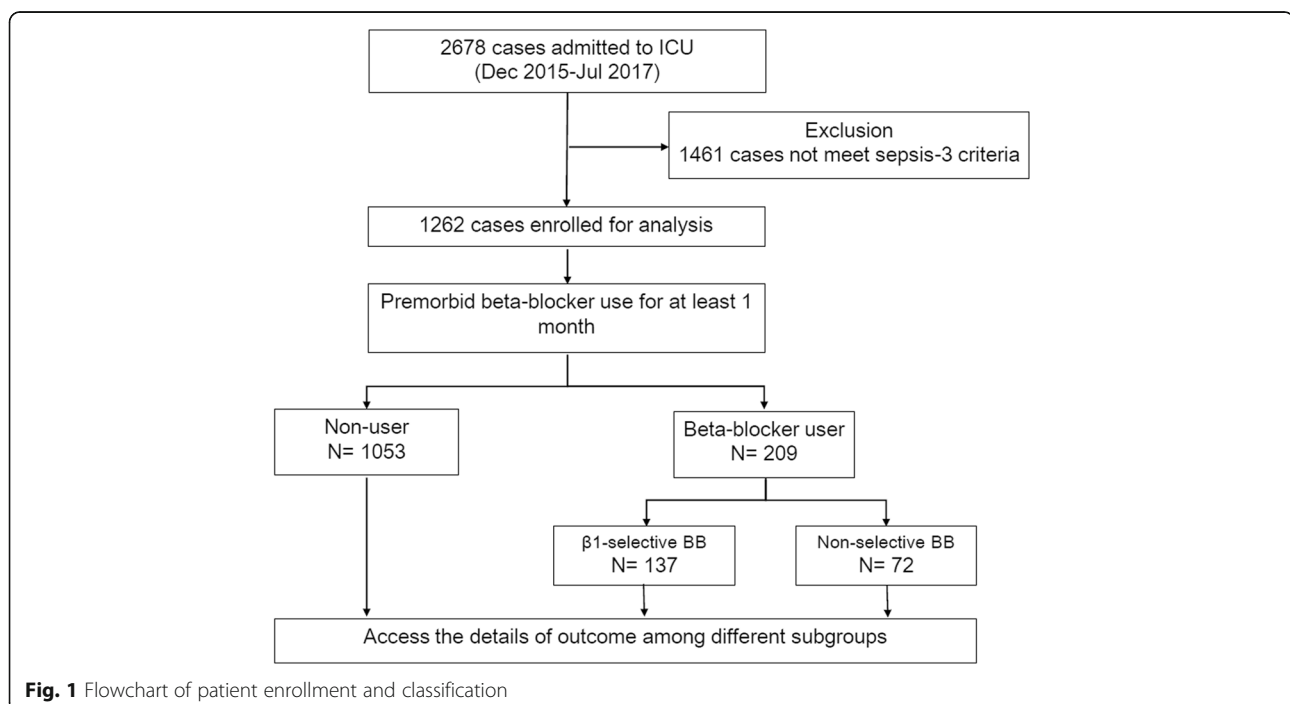 2678 cases admitted to ICU
(Dec 2015-Jul 2017)
Exclusion
1461 cases not meet sepsis-3 criteria
1262 cases enrolled for analysis
Premorbid beta-blocker use for at least 1
month
Non-user
N= 1053
Beta-blocker user
N= 209
β1-selective BB
N= 137
Non-selective BB
N= 72
Access the details of outcome among different subgroups
Fig. 1 Flowchart of patient enrollment and classification